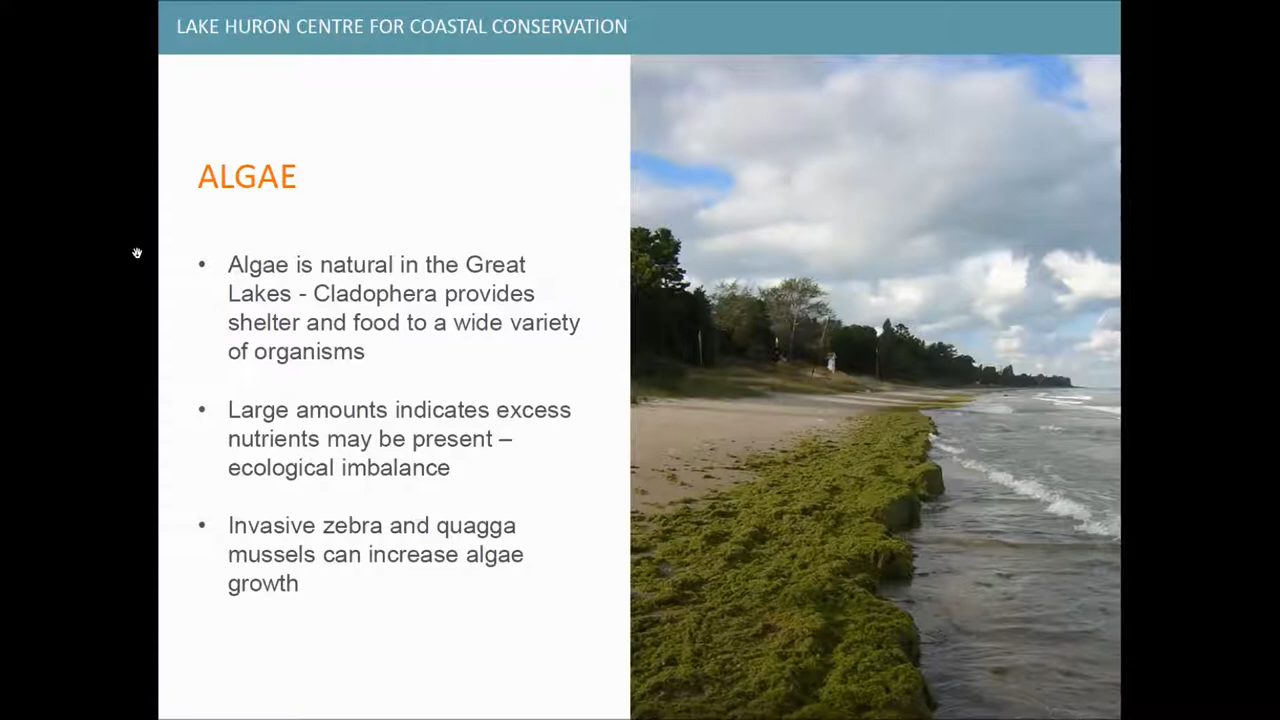 LAKE HURON CENTRE FOR COASTAL CONSERVATION
ALGAE
• Algae is natural in the Great
Lakes - Cladophera provides
shelter and food to a wide variety
of organisms
• Large amounts indicates excess
nutrients may be present –
ecological imbalance
• Invasive zebra and quagga
mussels can increase algae
growth